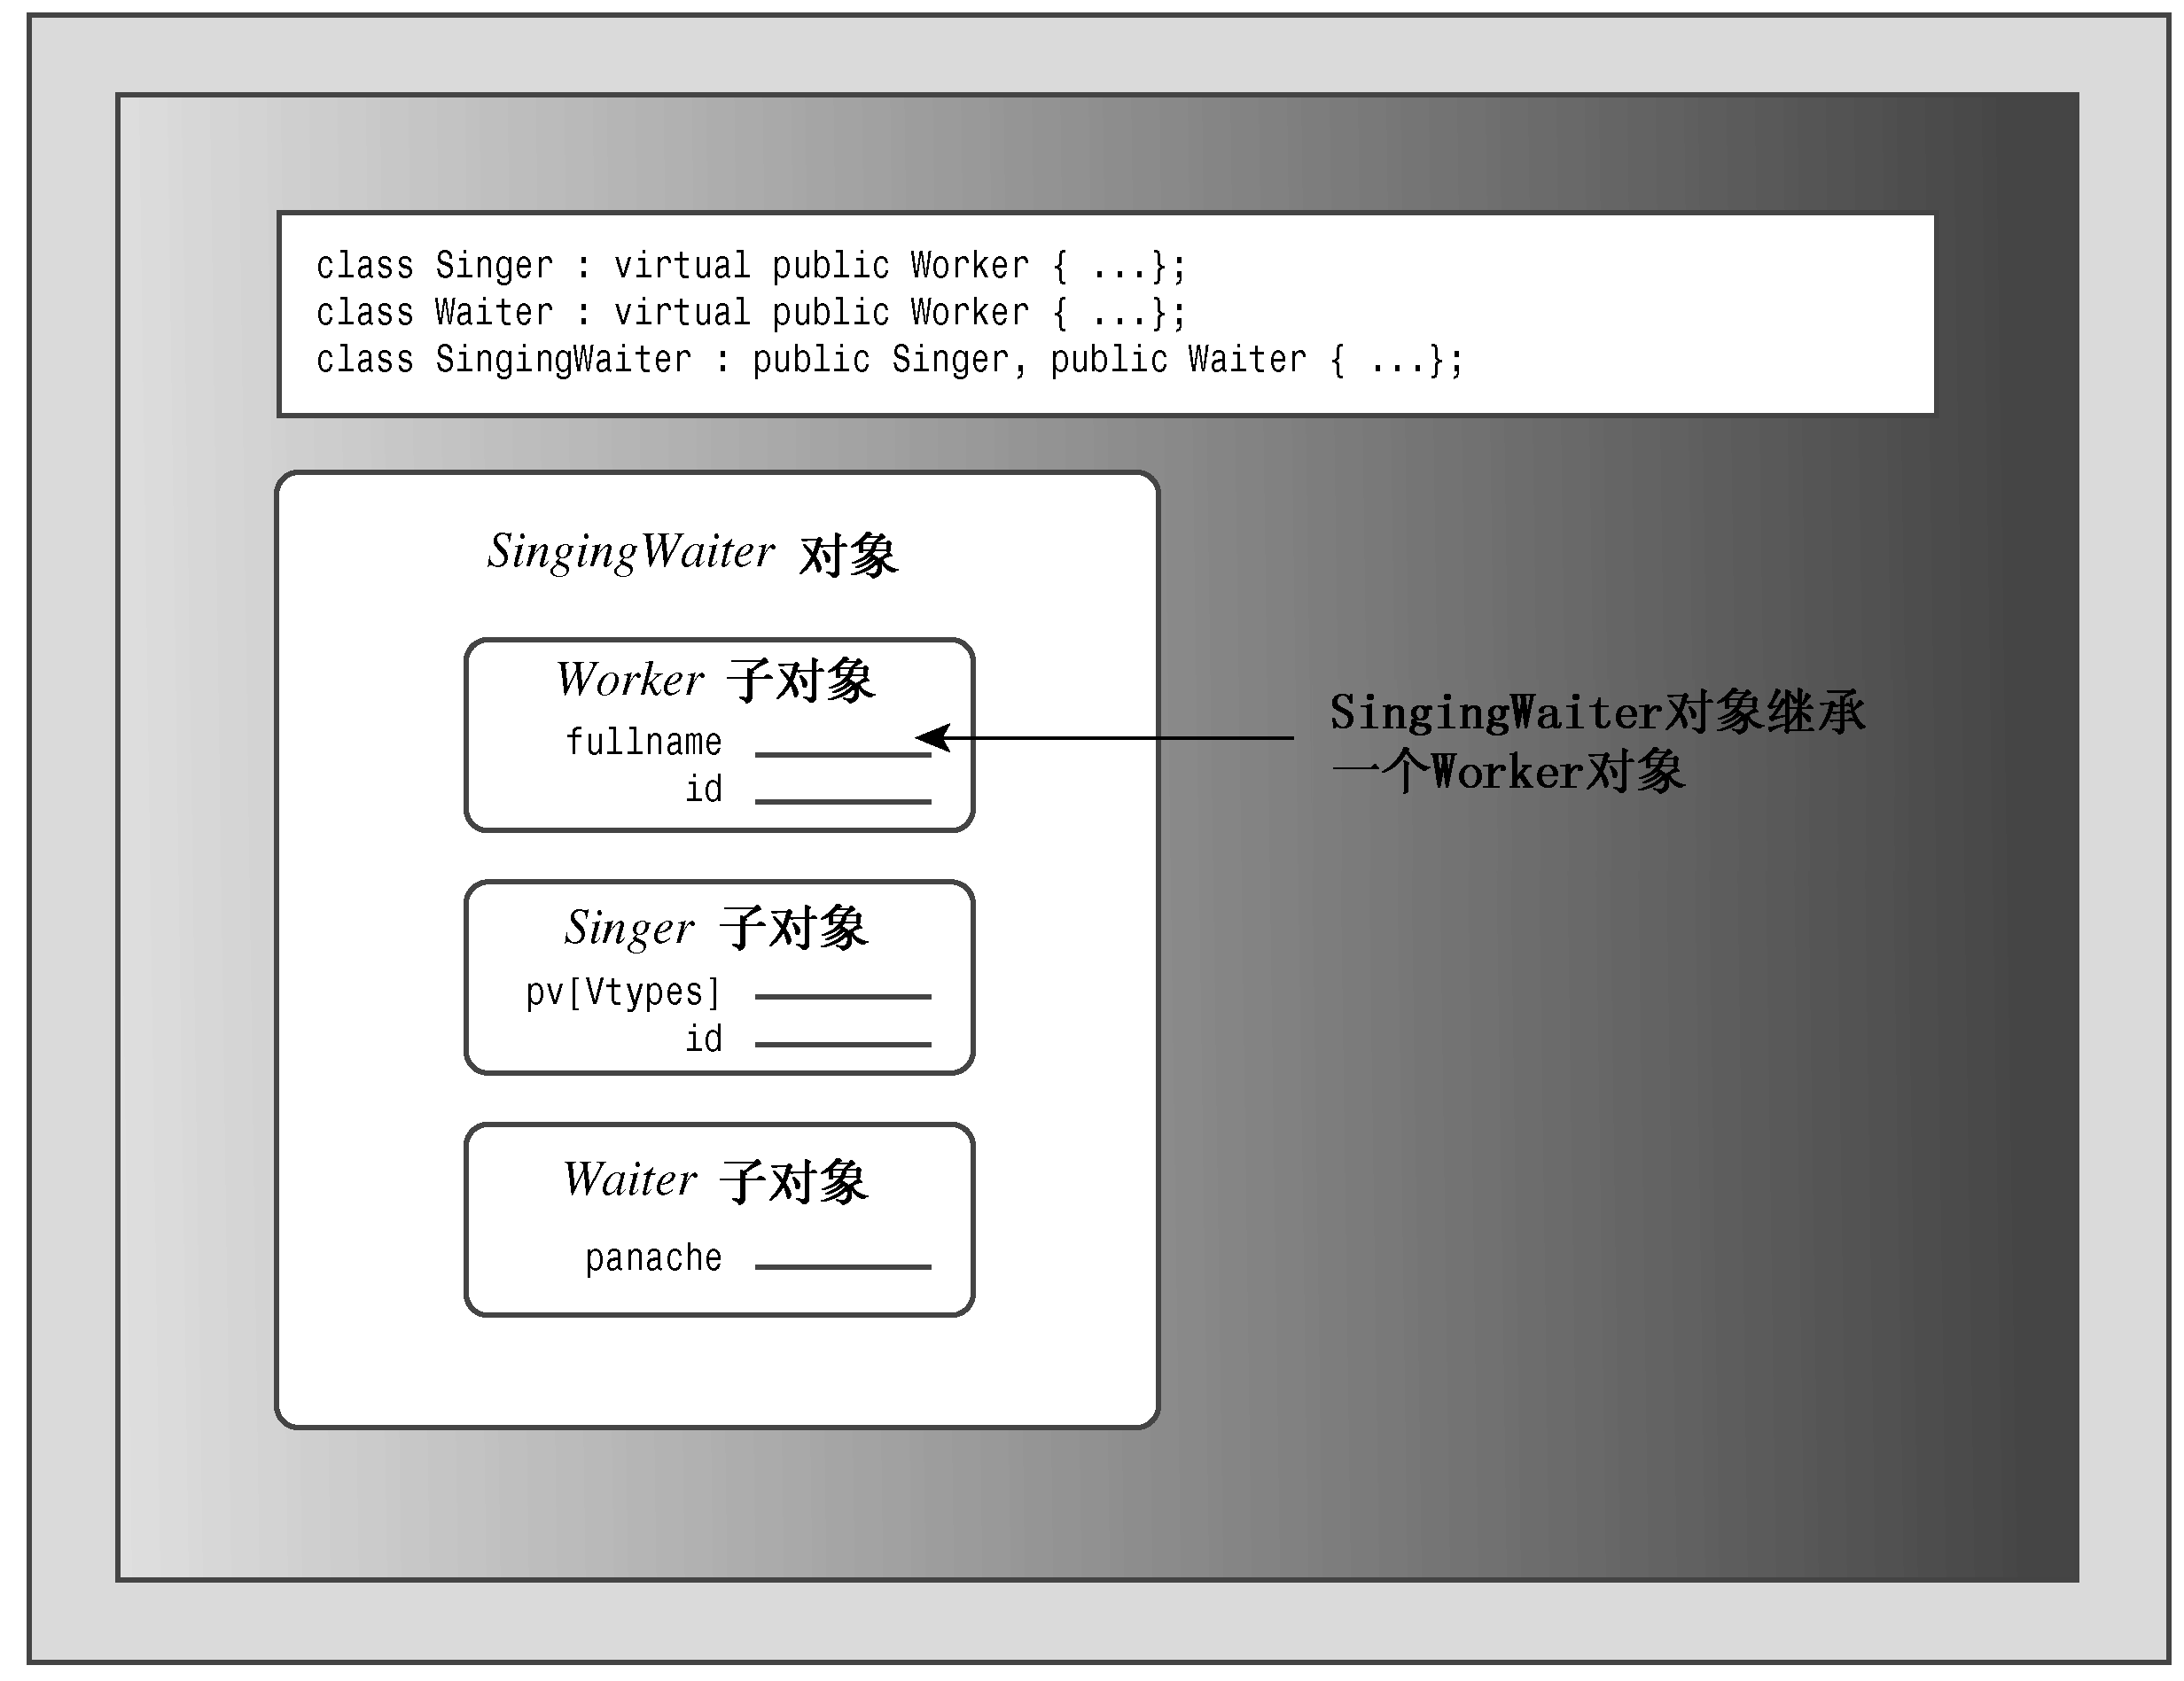 class Singer : virtual public Worker { ...};
class Waiter : virtual public Worker { ...};
class SingingWaiter : public Singer, public Waiter { ...};
SingingWaiter 对象
Worker 子对象
fullname
id
SingingWaiter对象继承
一个Worker对象
Singer 子对象
pv[Vtypes]
id
Waiter 子对象
panache